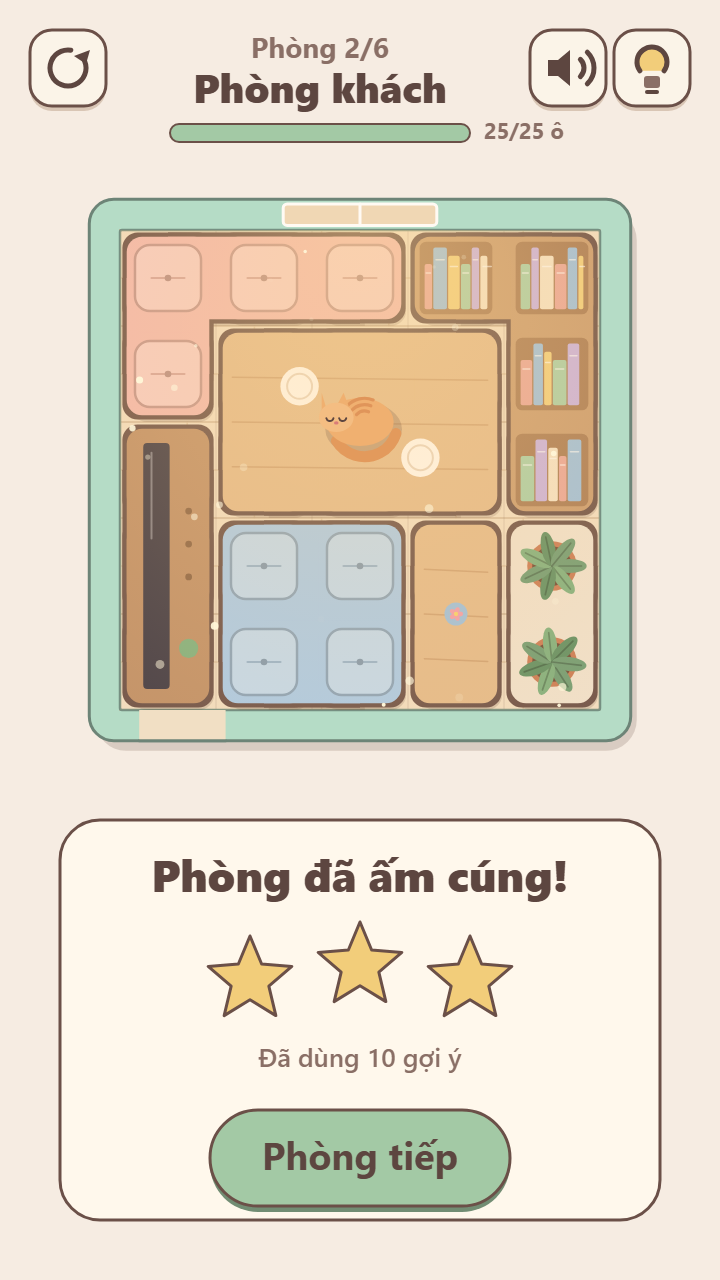 Phòng 2/6
Phòng khách
25/25 ô
Phòng đã ấm cúng!
Đã dùng 10 gợi ý
Phòng tiếp